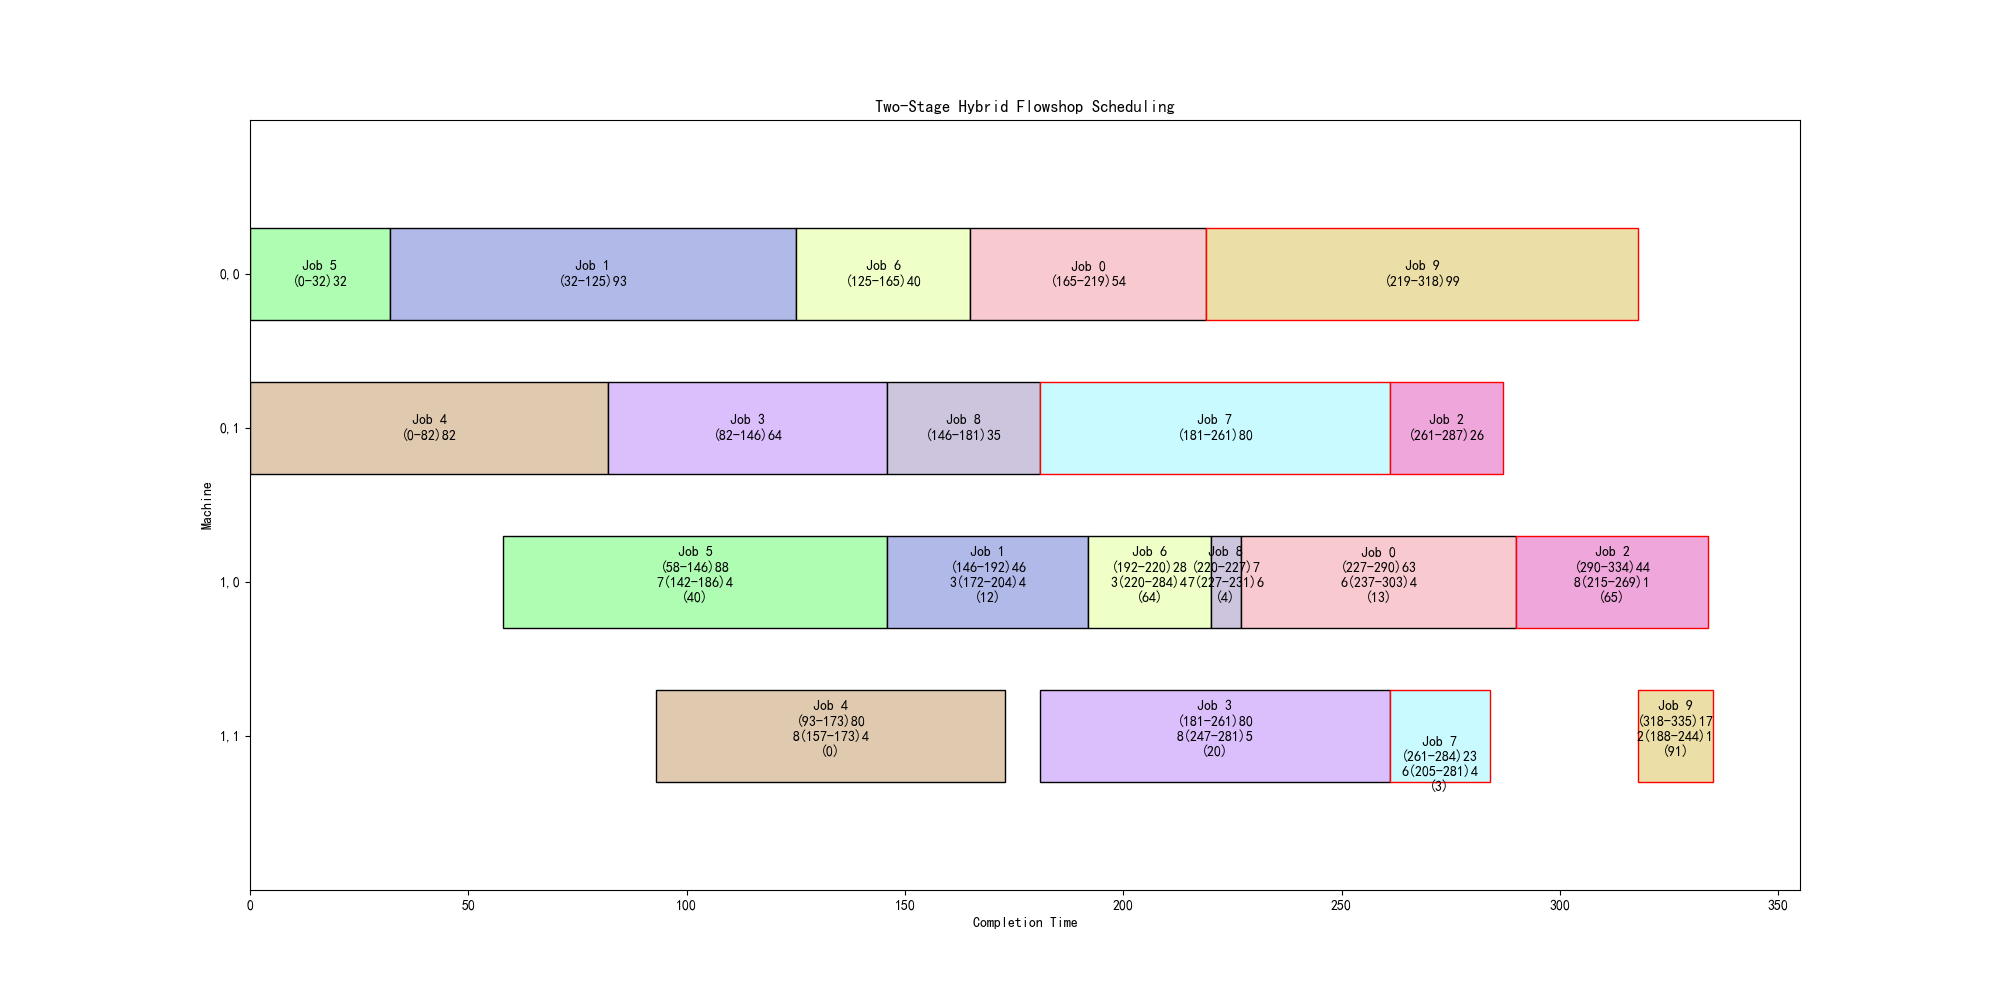 Two-Stage Hybrid Flowshop Scheduling
Machine
0,0
Job 5
(0-32)32
Job 1
(32-125)93
Job 6
(125-165)40
Job 0
(165-219)54
Job 9
(219-318)99
0,1
Job 4
(0-82)82
Job 3
(82-146)64
Job 8
(146-181)35
Job 7
(181-261)80
Job 2
(261-287)26
1,0
Job 5
(58-146)88
7(142-186)4
(40)
Job 1
(146-192)46
3(172-204)4
(12)
Job 6
(192-220)28
3(220-284)4
(64)
Job 8
(220-227)7
7(227-231)6
(4)
Job 0
(227-290)63
6(237-303)4
(13)
Job 2
(290-334)44
8(215-269)1
(65)
1,1
Job 4
(93-173)80
8(157-173)4
(0)
Job 3
(181-261)80
8(247-281)5
(20)
Job 7
(261-284)23
6(205-281)4
(3)
Job 9
(318-335)17
2(188-244)1
(91)
0
50
100
150
200
250
300
350
Completion Time